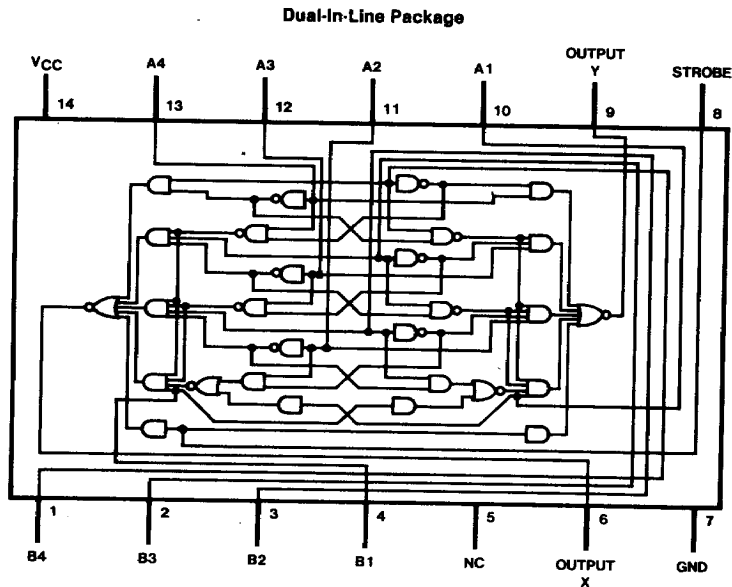 Dual-In-Line Package
VCC
A4
A3
A2
A1
OUTPUT
Y
STROBE
14
13
12
11
10
9
8
1
2
3
4
5
6
7
B4
B3
B2
B1
NC
OUTPUT
X
GND